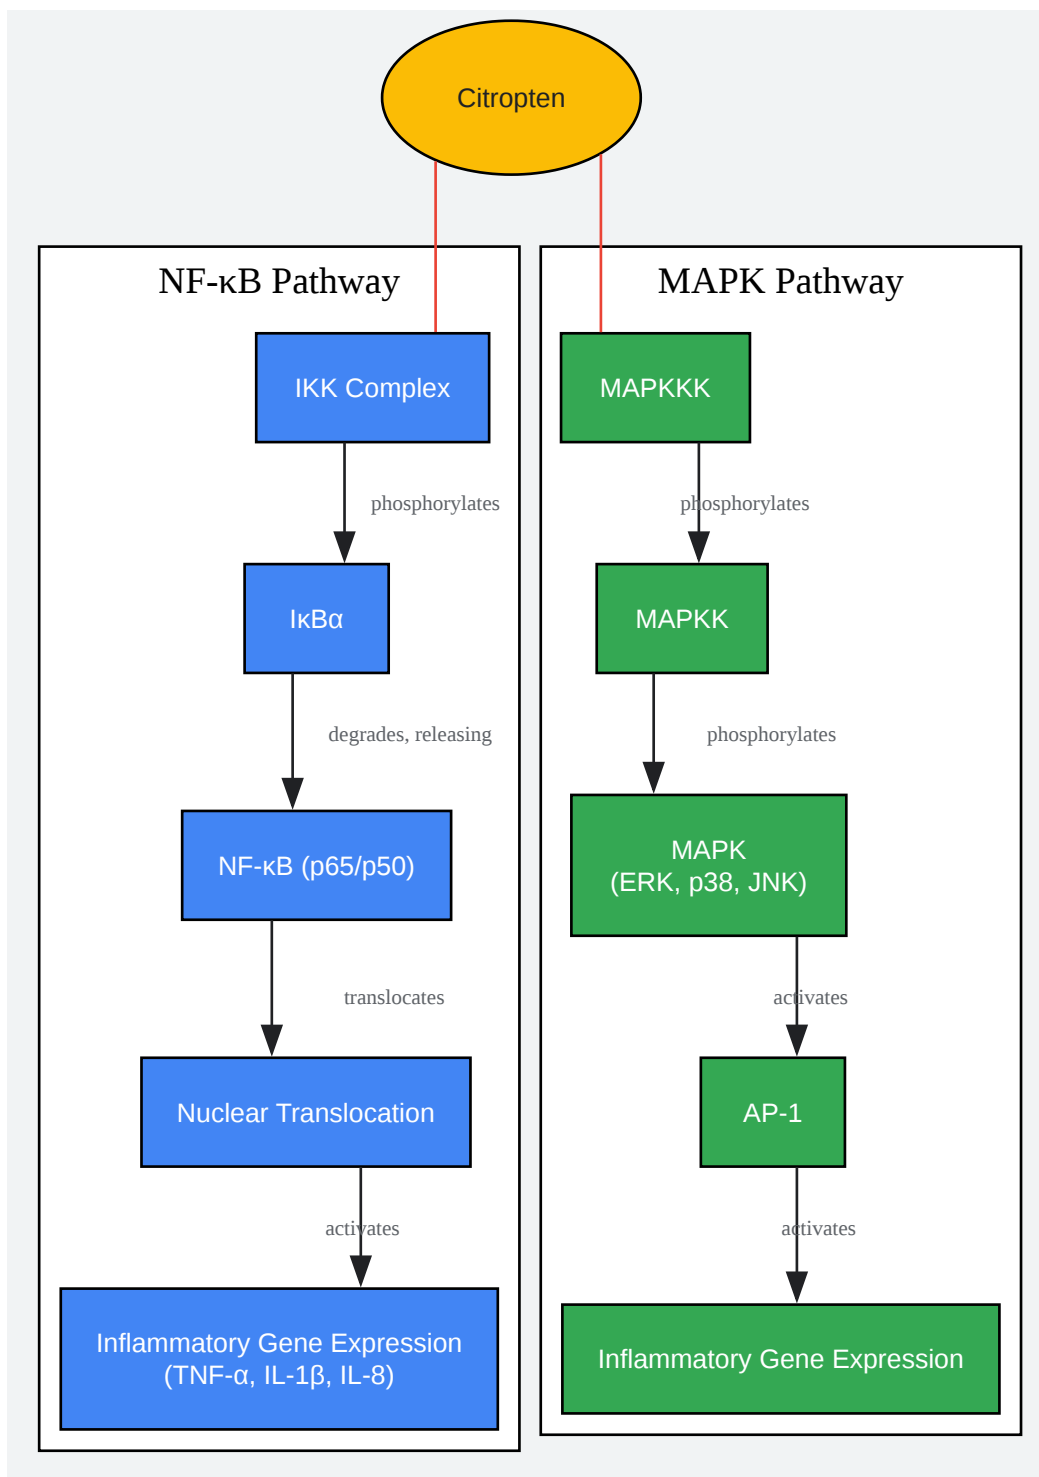 Citropten
NF-κB Pathway
IKK Complex
phosphorylates
IκBα
degrades, releasing
NF-κB (p65/p50)
translocates
Nuclear Translocation
activates
Inflammatory Gene Expression
(TNF-α, IL-1β, IL-8)
MAPK Pathway
MAPKKK
phosphorylates
MAPKK
phosphorylates
MAPK
(ERK, p38, JNK)
activates
AP-1
activates
Inflammatory Gene Expression